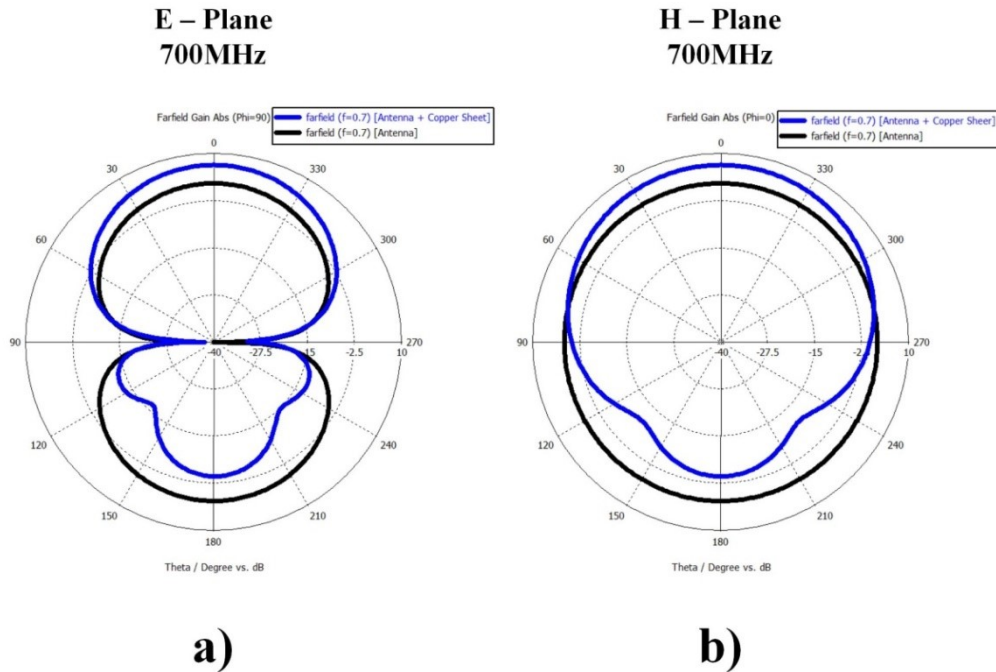 E – Plane
700MHz
Farfield Gain Abs (Phi=90)
farfield (f=0.7) [Antenna + Copper Sheet]
farfield (f=0.7) [Antenna]
0
30
330
60
300
90
-40
-27.5
-15
-2.5
10
270
120
240
150
210
180
Theta / Degree vs. dB
a)
H – Plane
700MHz
Farfield Gain Abs (Phi=0)
farfield (f=0.7) [Antenna + Copper Sheer]
farfield (f=0.7) [Antenna]
0
30
330
60
300
90
-40
-27.5
-15
10
270
120
240
150
210
180
Theta / Degree vs. dB
b)